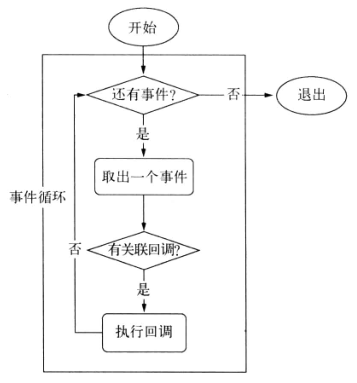 开始
还有事件?
否
退出
是
取出一个事件
事件循环
有关联回调?
否
是
执行回调